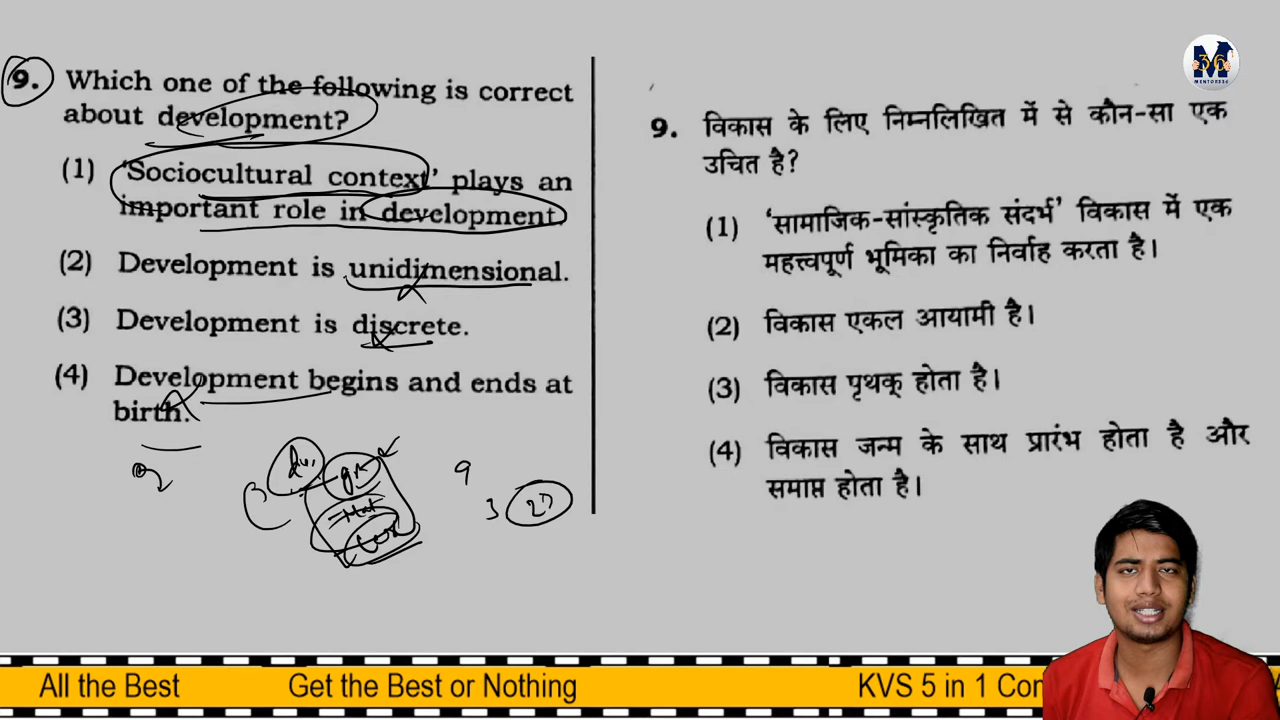 9. Which one of the following is correct
about development?
(1) 'Sociocultural context' plays an
important role in development
(2) Development is unidimensional.
(3) Development is discrete.
(4) Development begins and ends at
birth.
9
3 27
9. विकास के लिए निम्नलिखित में से कौन-सा एक
उचित है?
(1) 'सामाजिक-सांस्कृतिक संदर्भ' विकास में एक
महत्त्वपूर्ण भूमिका का निर्वाह करता है।
(2) विकास एकल आयामी है।
(3) विकास पृथक् होता है।
(4) विकास जन्म के साथ प्रारंभ होता है और
समाप्त होता है।
M
36
MENTORS36
All the Best Get the Best or Nothing KVS 5 in 1 Com